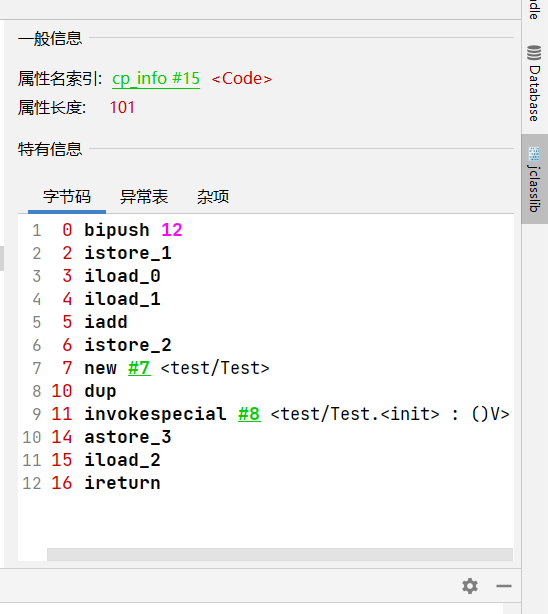 一般信息
属性名索引: cp_info #15 <Code>
属性长度: 101
特有信息
字节码 异常表 杂项
1 0 bipush 12
2 2 istore_1
3 3 iload_0
4 4 iload_1
5 5 iadd
6 6 istore_2
7 7 new #7 <test/Test>
8 10 dup
9 11 invokespecial #8 <test/Test.<init> : ()V>
10 14 astore_3
11 15 iload_2
12 16 ireturn
Database
jclasslib